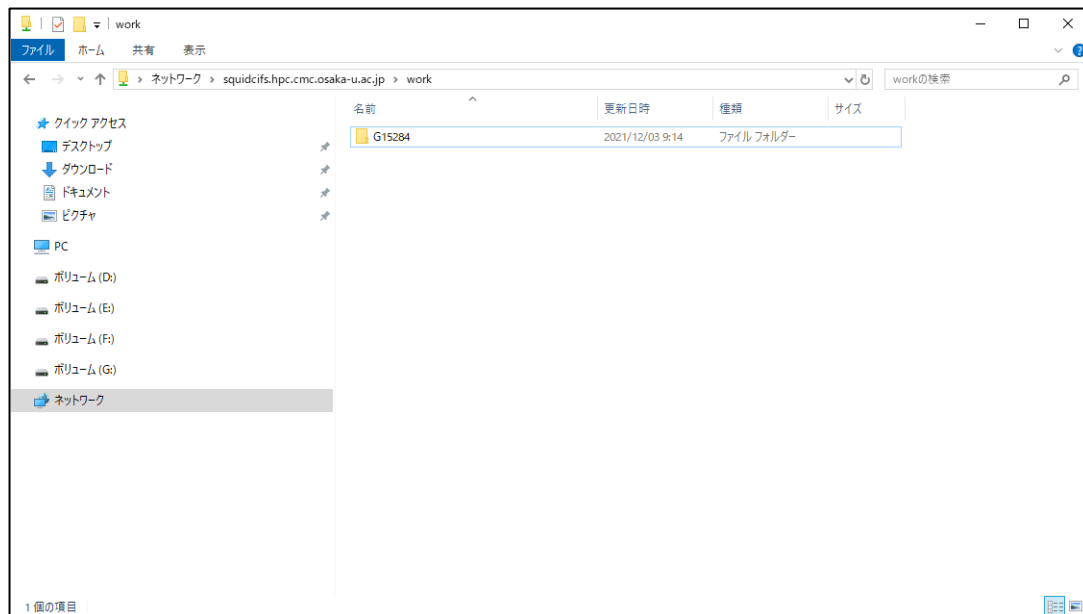 work
ファイル ホーム 共有 表示
ネットワーク › squidcifs.hpc.cmc.osaka-u.ac.jp › work workの検索
名前 更新日時 種類 サイズ
クイック アクセス
G15284 2021/12/03 9:14 ファイル フォルダー
デスクトップ
ダウンロード
ドキュメント
ピクチャ
PC
ボリューム (D:)
ボリューム (E:)
ボリューム (F:)
ボリューム (G:)
ネットワーク
1 個の項目